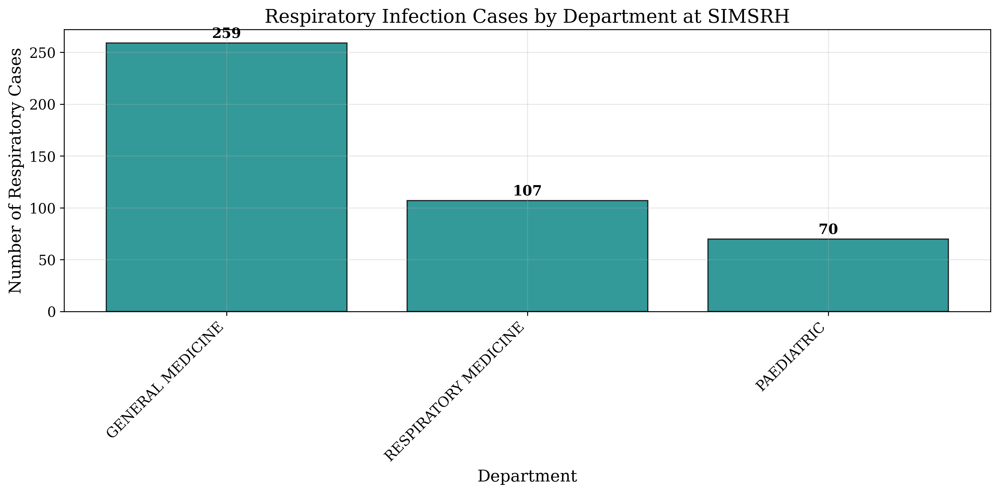 Respiratory Infection Cases by Department at SIMSRH
Number of Respiratory Cases
250
200
150
100
50
0
259
107
70
GENERAL MEDICINE
RESPIRATORY MEDICINE
PAEDIATRIC
Department